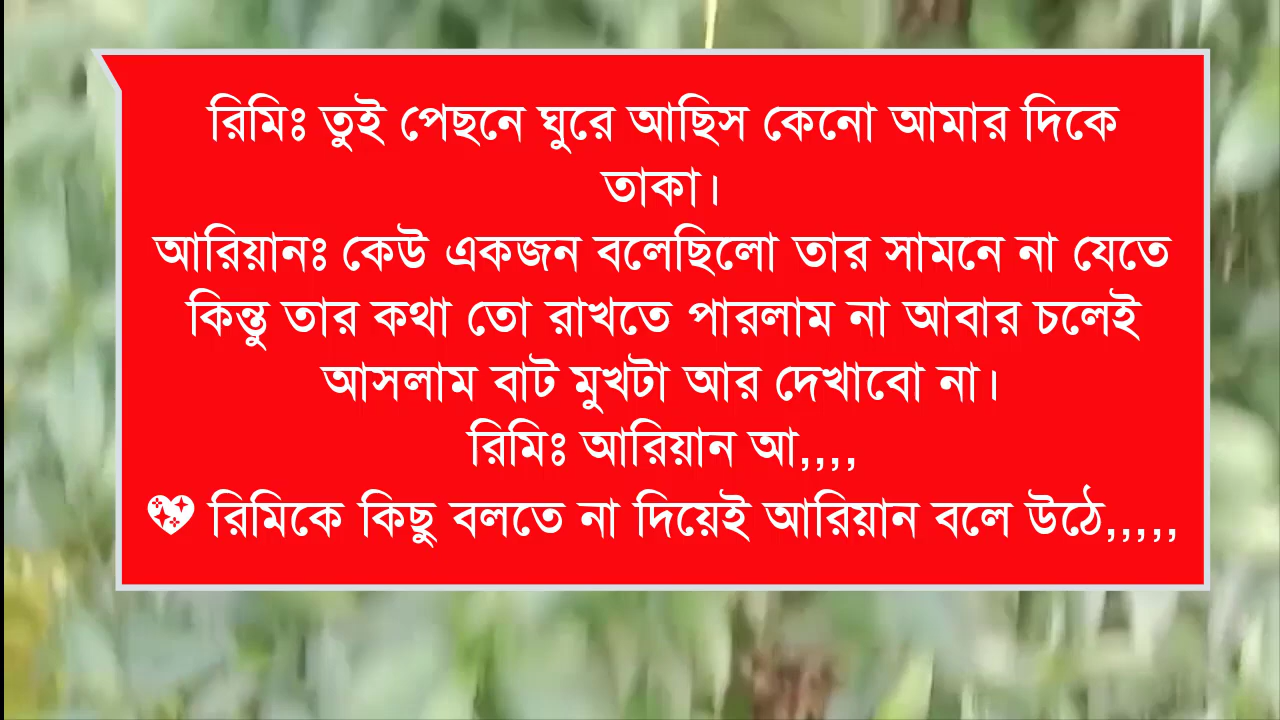 রিমিঃ তুই পেছনে ঘুরে আছিস কেনো আমার দিকে
তাকা।
আরিয়ানঃ কেউ একজন বলেছিলো তার সামনে না যেতে
কিন্তু তার কথা তো রাখতে পারলাম না আবার চলেই
আসলাম বাট মুখটা আর দেখাবো না।
রিমিঃ আরিয়ান আ,,,,
💖 রিমিকে কিছু বলতে না দিয়েই আরিয়ান বলে উঠে,,,,,